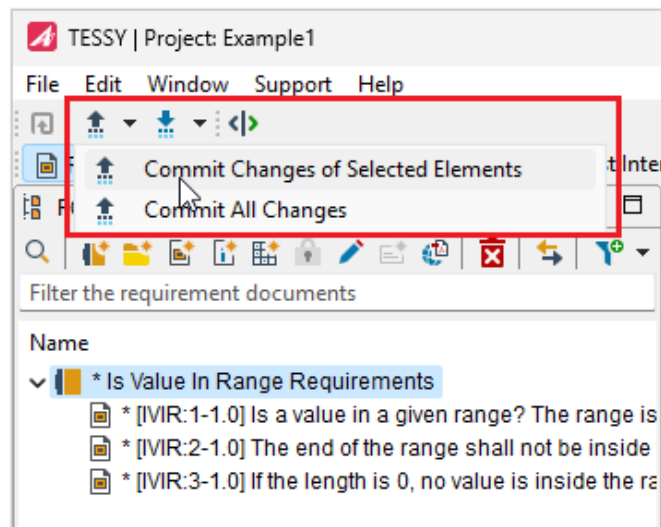 TESSY | Project: Example1
File Edit Window Support Help
Commit Changes of Selected Elements
Commit All Changes
Filter the requirement documents
Name
* Is Value In Range Requirements
* [IVIR:1-1.0] Is a value in a given range? The range is
* [IVIR:2-1.0] The end of the range shall not be inside
* [IVIR:3-1.0] If the length is 0, no value is inside the ra